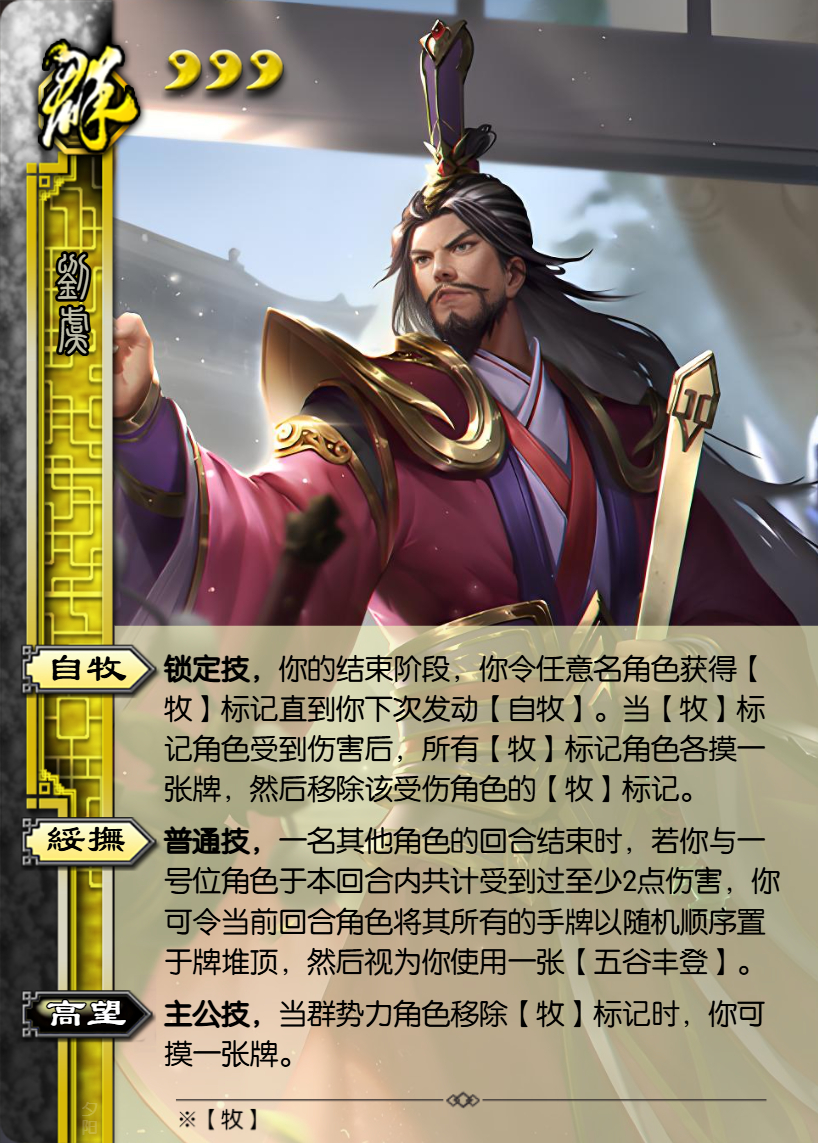 群
劉虞
自牧
锁定技，你的结束阶段，你令任意名角色获得【
牧】标记直到你下次发动【自牧】。当【牧】标
记角色受到伤害后，所有【牧】标记角色各摸一
张牌，然后移除该受伤角色的【牧】标记。
綏撫
普通技，一名其他角色的回合结束时，若你与一
号位角色于本回合内共计受到过至少2点伤害，你
可令当前回合角色将其所有的手牌以随机顺序置
于牌堆顶，然后视为你使用一张【五谷丰登】。
高望
主公技，当群势力角色移除【牧】标记时，你可
摸一张牌。
※【牧】